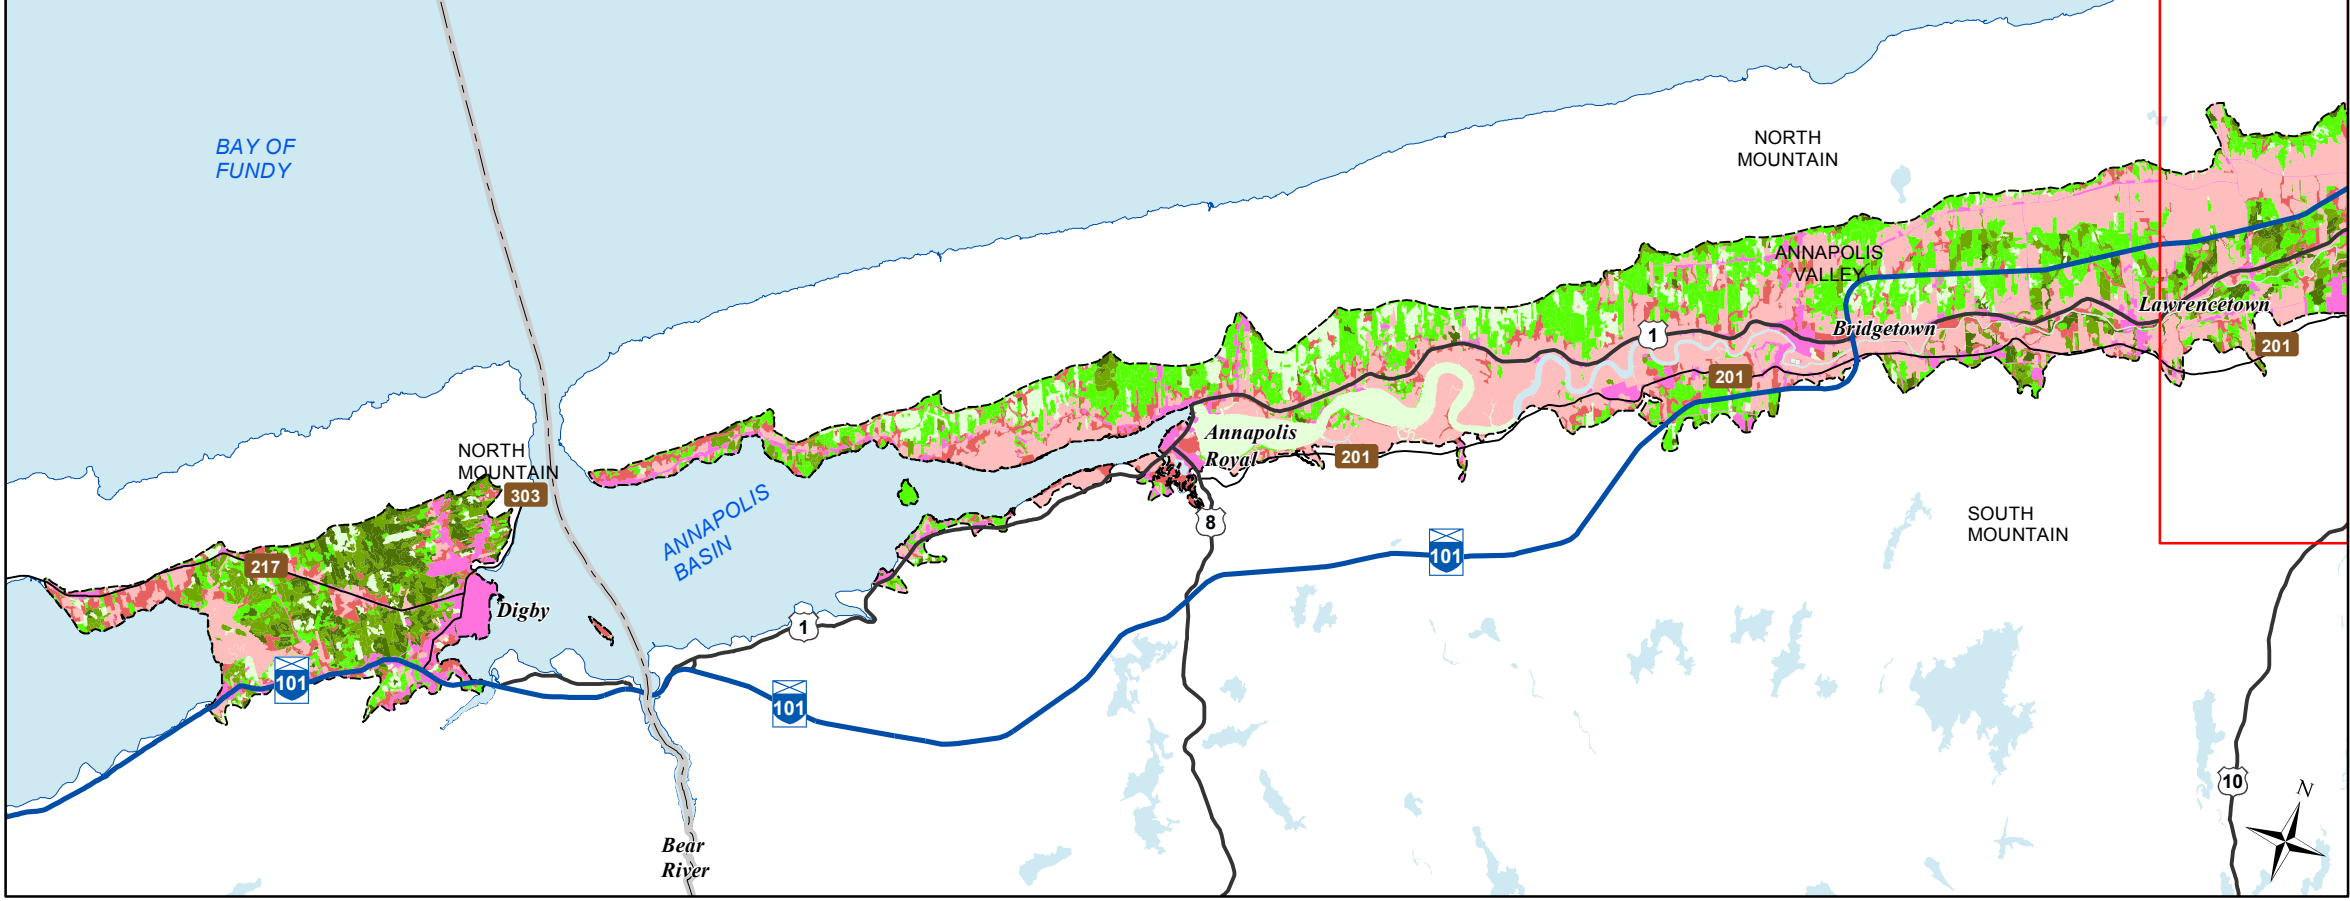 BAY OF
FUNDY
NORTH
MOUNTAIN
ANNAPOLIS
VALLEY
Lawrencetown
Bridgetown
1
201
201
Annapolis
Royal
201
NORTH
MOUNTAIN
303
ANNAPOLIS
BASIN
8
SOUTH
MOUNTAIN
101
217
Digby
1
101
101
10
N
Bear
River